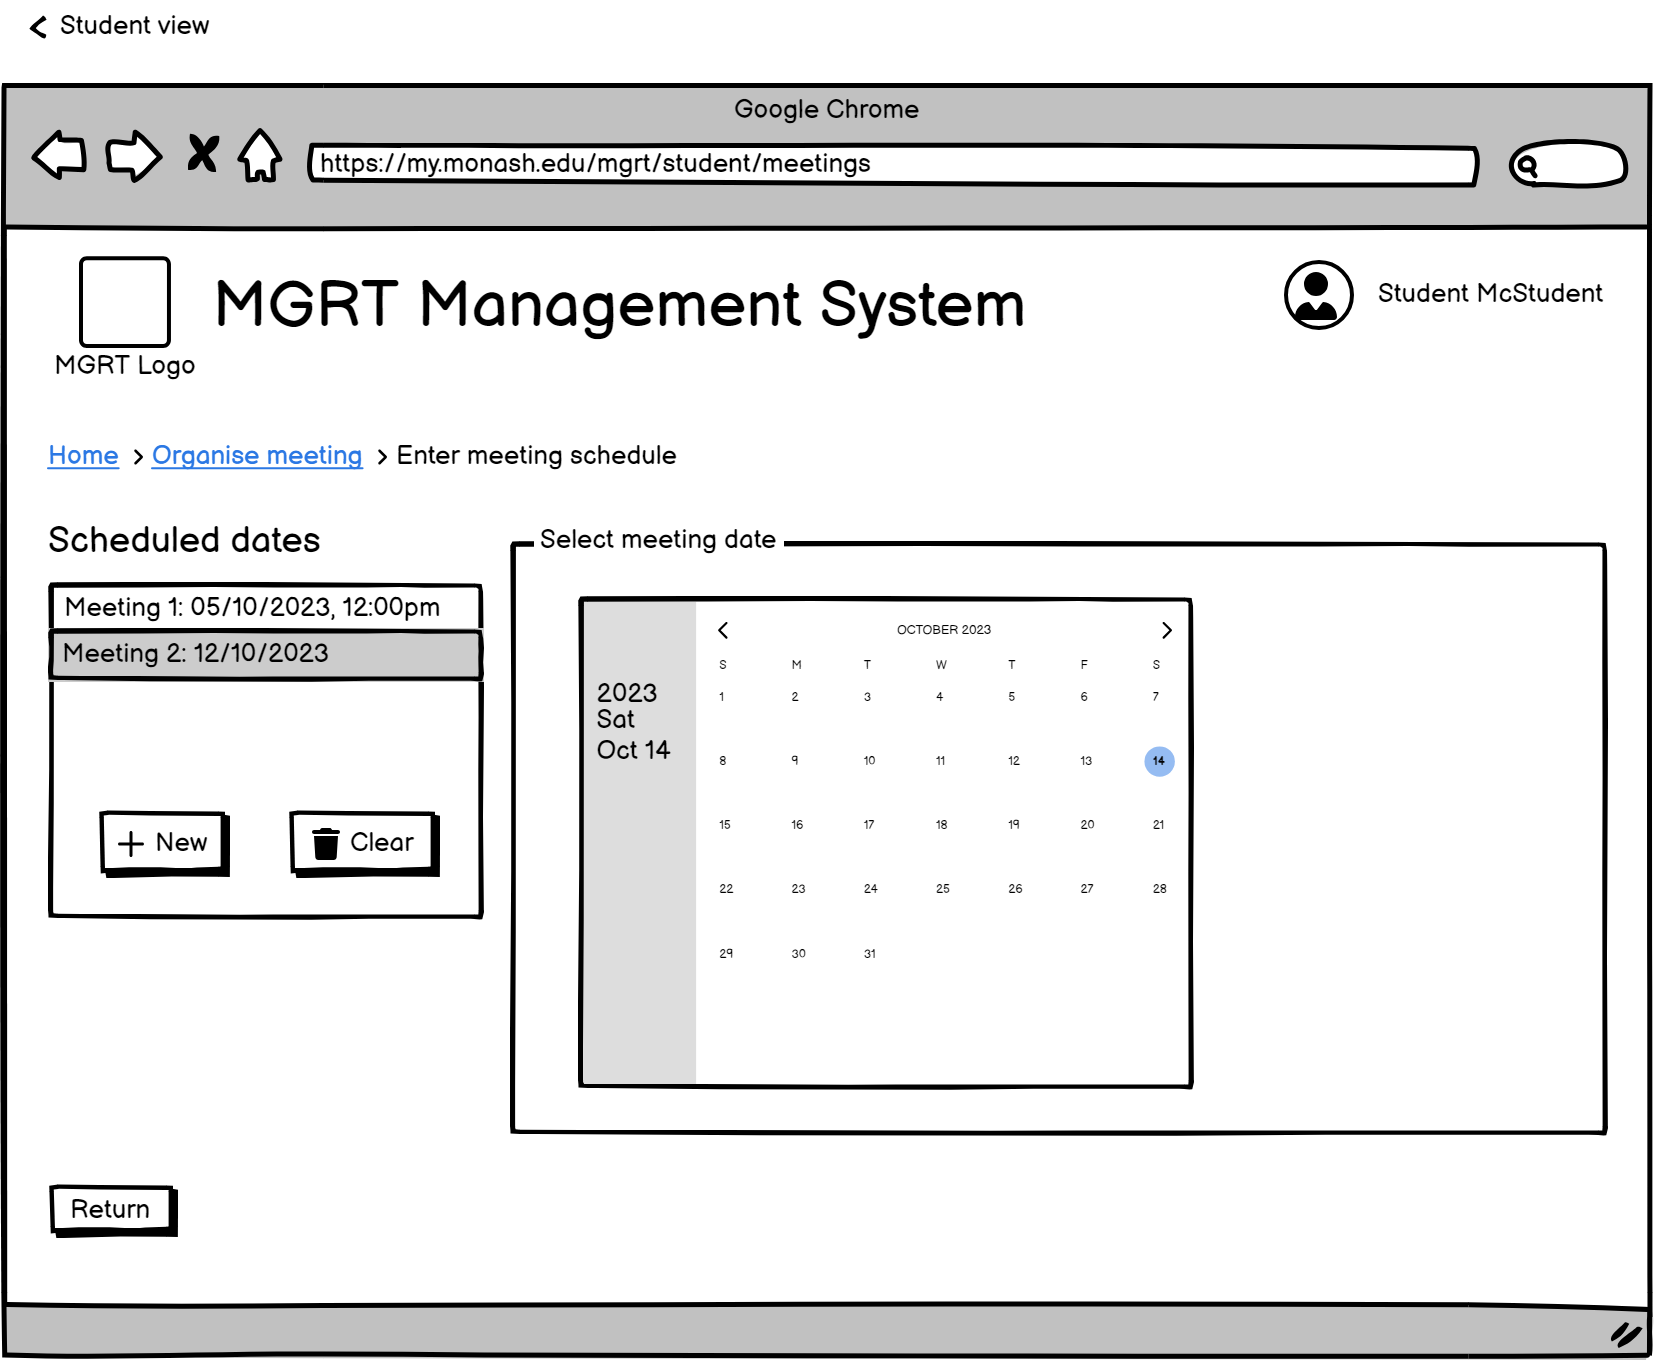 Student view
Google Chrome
https://my.monash.edu/mgrt/student/meetings
MGRT Management System
Student McStudent
MGRT Logo
Home > Organise meeting > Enter meeting schedule
Scheduled dates
Meeting 1: 05/10/2023, 12:00pm
Meeting 2: 12/10/2023
New
Clear
Select meeting date
2023
Sat
Oct 14
OCTOBER 2023
S M T W T F S
1 2 3 4 5 6 7
8 9 10 11 12 13 14
15 16 17 18 19 20 21
22 23 24 25 26 27 28
29 30 31
Return